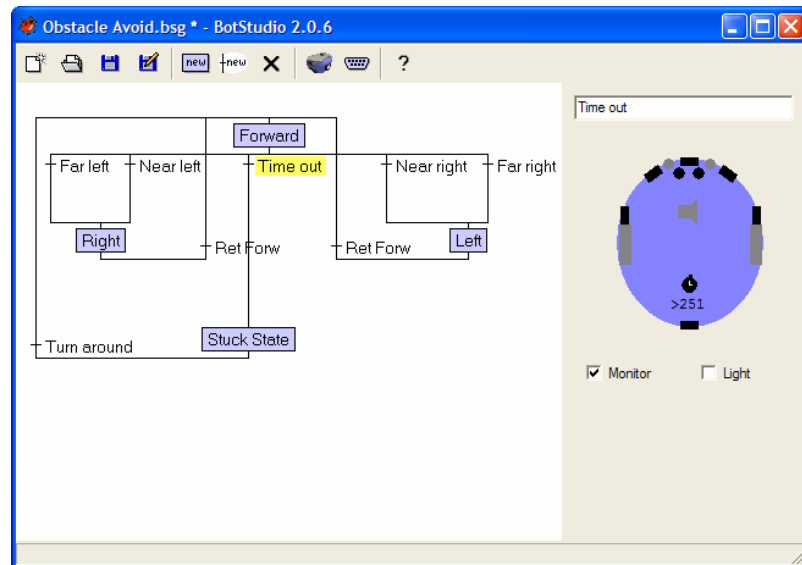 Obstacle Avoid.bsg * - BotStudio 2.0.6
new new ?
Time out
Forward
Far left Near left Time out Near right Far right
Right Ret Forw Ret Forw Left
>251
Stuck State
Turn around
Monitor Light